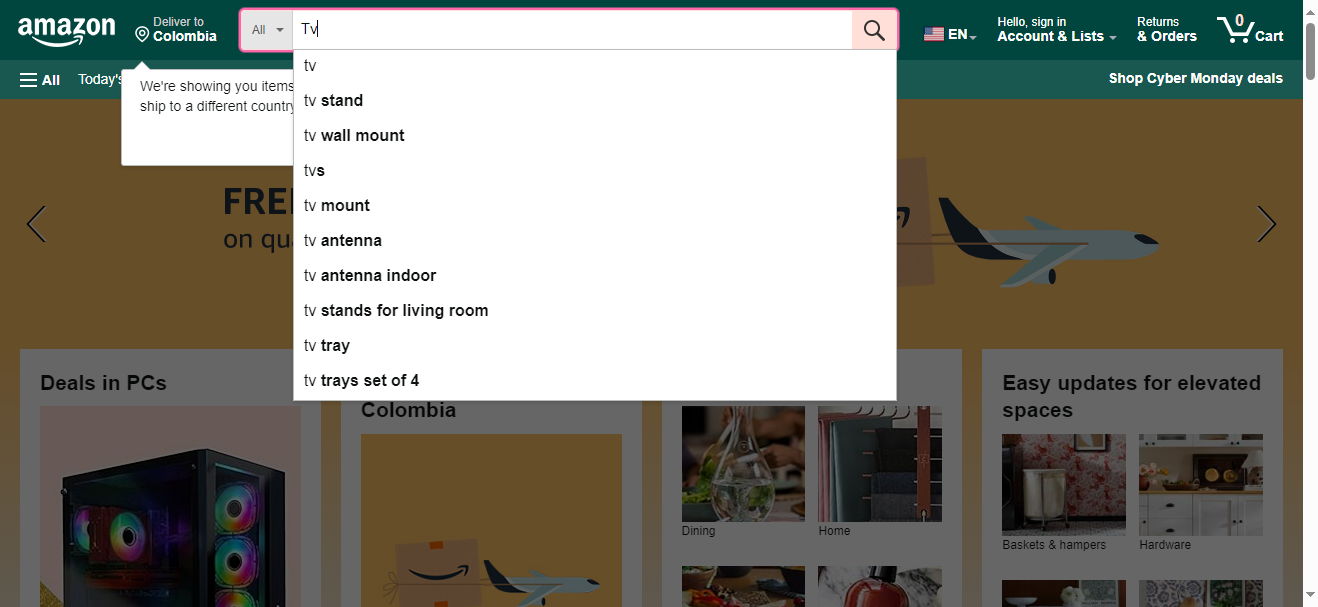 amazon
Deliver to
Colombia
All
Tv
EN
Hello, sign in
Account & Lists
Returns
& Orders
0
Cart
All
Today's
Shop Cyber Monday deals
We're showing you items
ship to a different country
tv
tv stand
tv wall mount
tvs
tv mount
tv antenna
tv antenna indoor
tv stands for living room
tv tray
tv trays set of 4
FREE
on
Deals in PCs
Colombia
Easy updates for elevated
spaces
Dining
Home
Baskets & hampers
Hardware